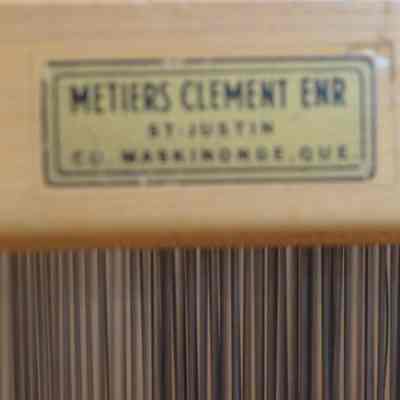 METIERS CLEMENT ENR
ST-JUSTIN
CO. MASKINONGE, QUE.